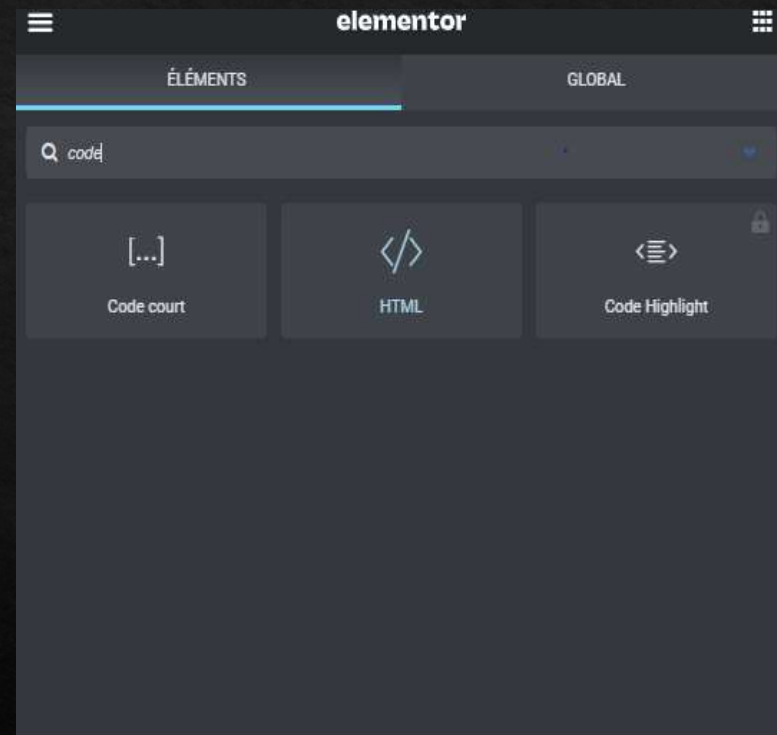 elementor
ÉLÉMENTS
GLOBAL
code
[...]
</>
Code court
HTML
Code Highlight